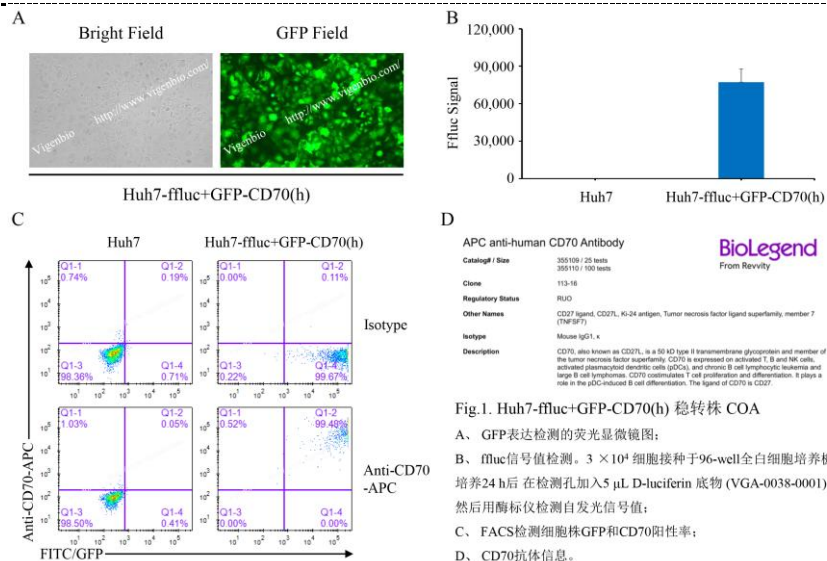 A
Bright Field
GFP Field
Vigenbio http://www.vigenbio.com/
Vigenbio http://www.vigenbio.com/
Huh7-ffluc+GFP-CD70(h)
B
Ffluc Signal
120,000
90,000
60,000
30,000
0
Huh7
Huh7-ffluc+GFP-CD70(h)
C
Huh7
Huh7-ffluc+GFP-CD70(h)
Q1-1
0.74%
Q1-2
0.19%
Q1-3
98.36%
Q1-4
0.71%
Q1-1
0.00%
Q1-2
0.11%
Q1-3
0.22%
Q1-4
99.67%
Isotype
Q1-1
1.03%
Q1-2
0.05%
Q1-3
98.50%
Q1-4
0.41%
Q1-1
0.52%
Q1-2
99.48%
Q1-3
0.00%
Q1-4
0.00%
Anti-CD70
-APC
Anti-CD70-APC
FITC/GFP
D
APC anti-human CD70 Antibody
BioLegend
From Revvity
Catalog# / Size
355109 / 25 tests
355110 / 100 tests
Clone
113-16
Regulatory Status
RUO
Other Names
CD27 ligand, CD27L, Ki-24 antigen, Tumor necrosis factor ligand superfamily, member 7
(TNFSF7)
Isotype
Mouse IgG1, κ
Description
CD70, also known as CD27L, is a 50 kD type II transmembrane glycoprotein and member of
the tumor necrosis factor superfamily. CD70 is expressed on activated T, B and NK cells,
activated plasmacytoid dendritic cells (pDCs), and chronic B cell lymphocytic leukemia and
large B cell lymphomas. CD70 costimulates T cell proliferation and differentiation. It plays a
role in the pDC-induced B cell differentiation. The ligand of CD70 is CD27.
Fig.1. Huh7-ffluc+GFP-CD70(h) 稳转株 COA
A、 GFP表达检测的荧光显微镜图;
B、 ffluc信号值检测。3 ×10⁴ 细胞接种于96-well全白细胞培养
培养24 h后 在检测孔加入5 μL D-luciferin 底物 (VGA-0038-0001)
然后用酶标仪检测自发光信号值;
C、 FACS检测细胞株GFP和CD70阳性率;
D、 CD70抗体信息。